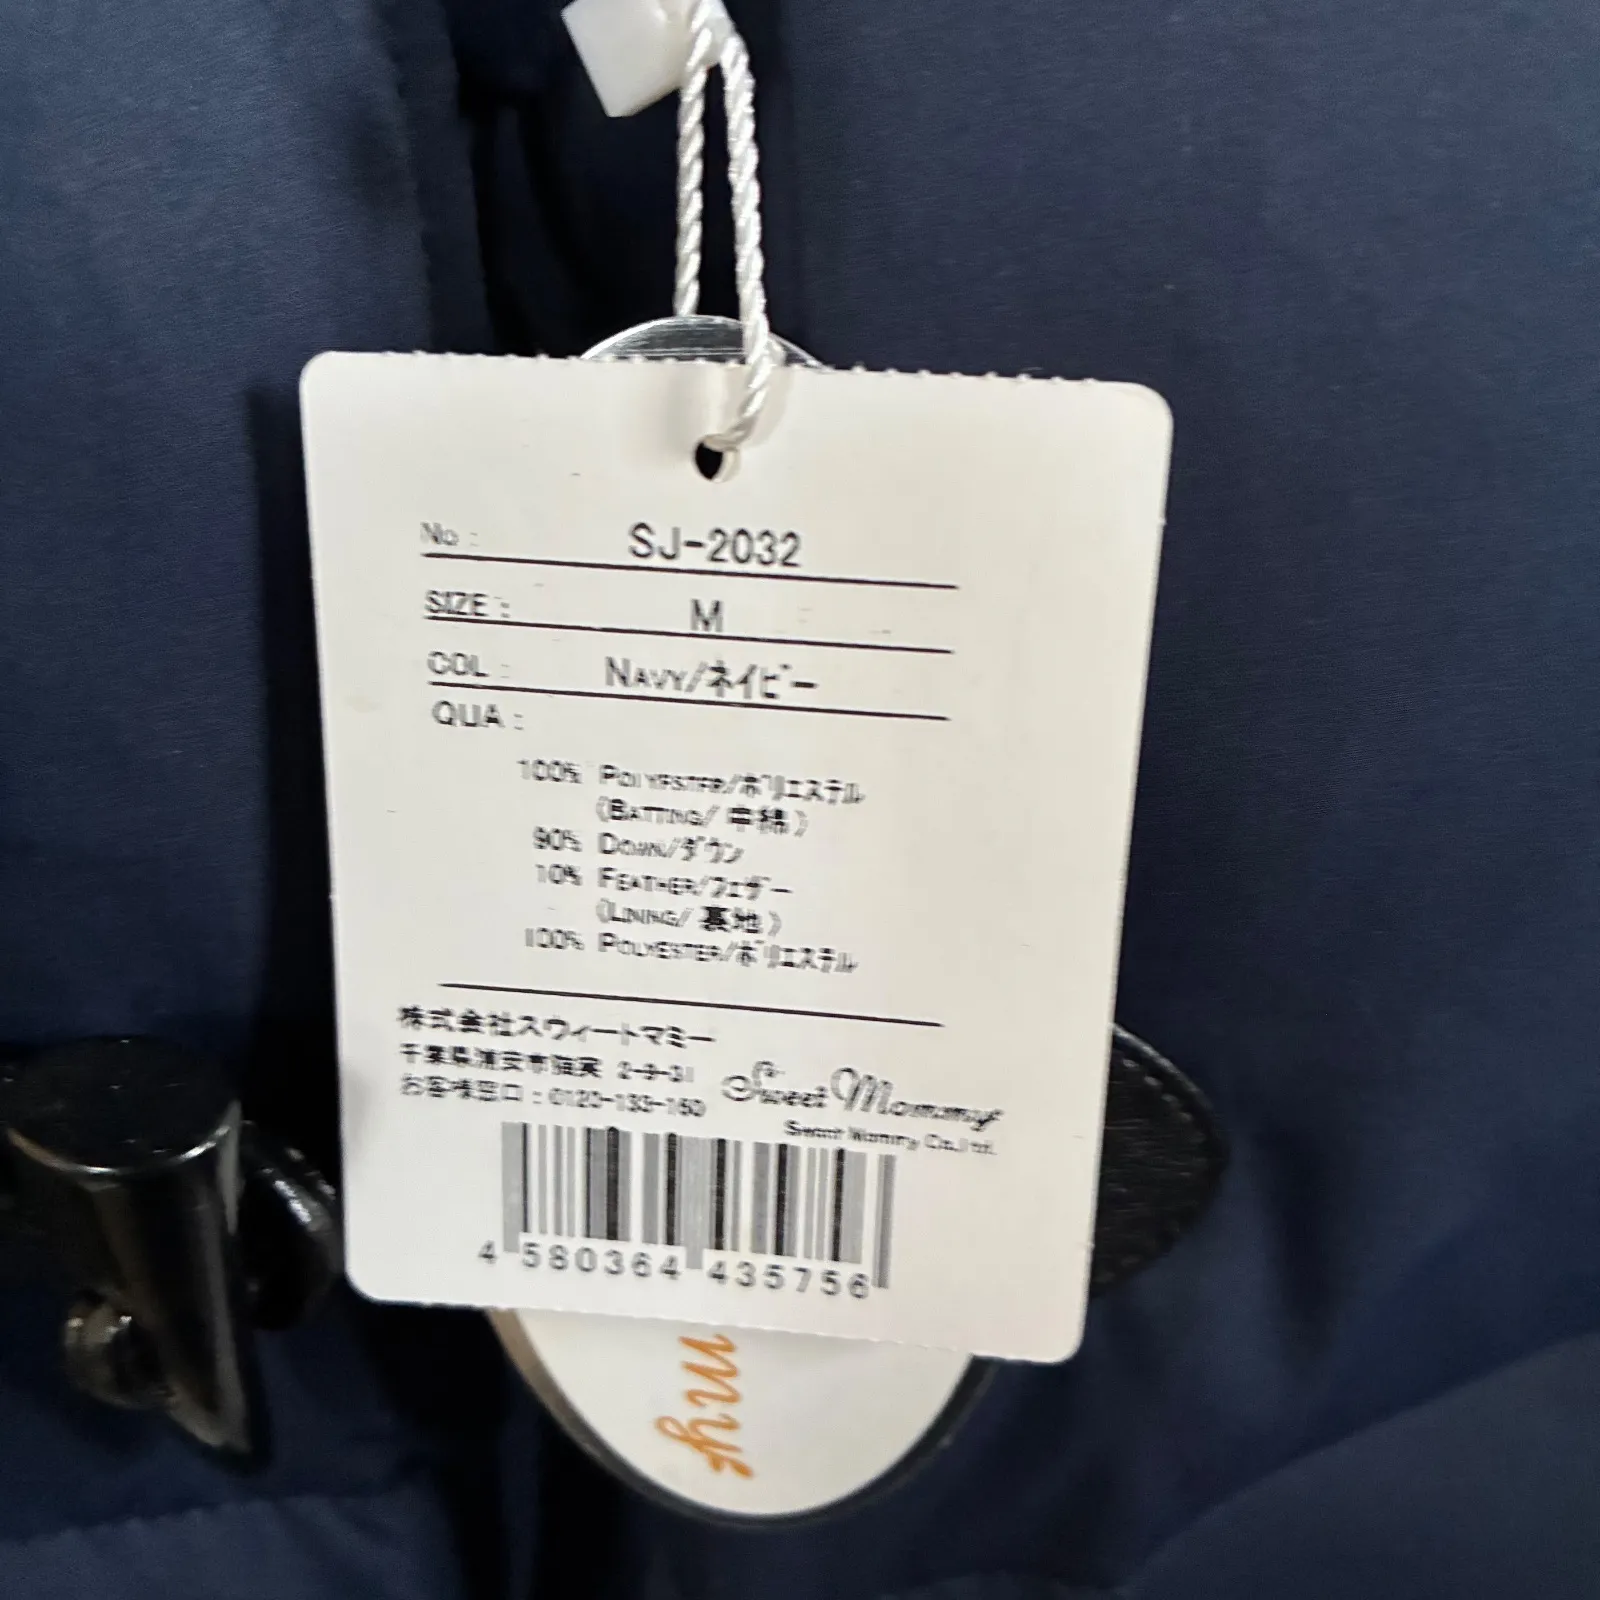 No : SJ-2032
SIZE : M
COL : NAVY/ネイビー
QUA :
100% POLYESTER/ポリエステル
(BATTING/ 中綿)
90% DOWN/ダウン
10% FEATHER/フェザー
(LINING/ 裏地)
100% POLYESTER/ポリエステル
株式会社スウィートマミー
千葉県浦安市猫実 2-9-31
お客様窓口 : 0120-133-160
Sweet Mommy
Sweet Mommy Co.,Ltd.
4 580364 435756
my